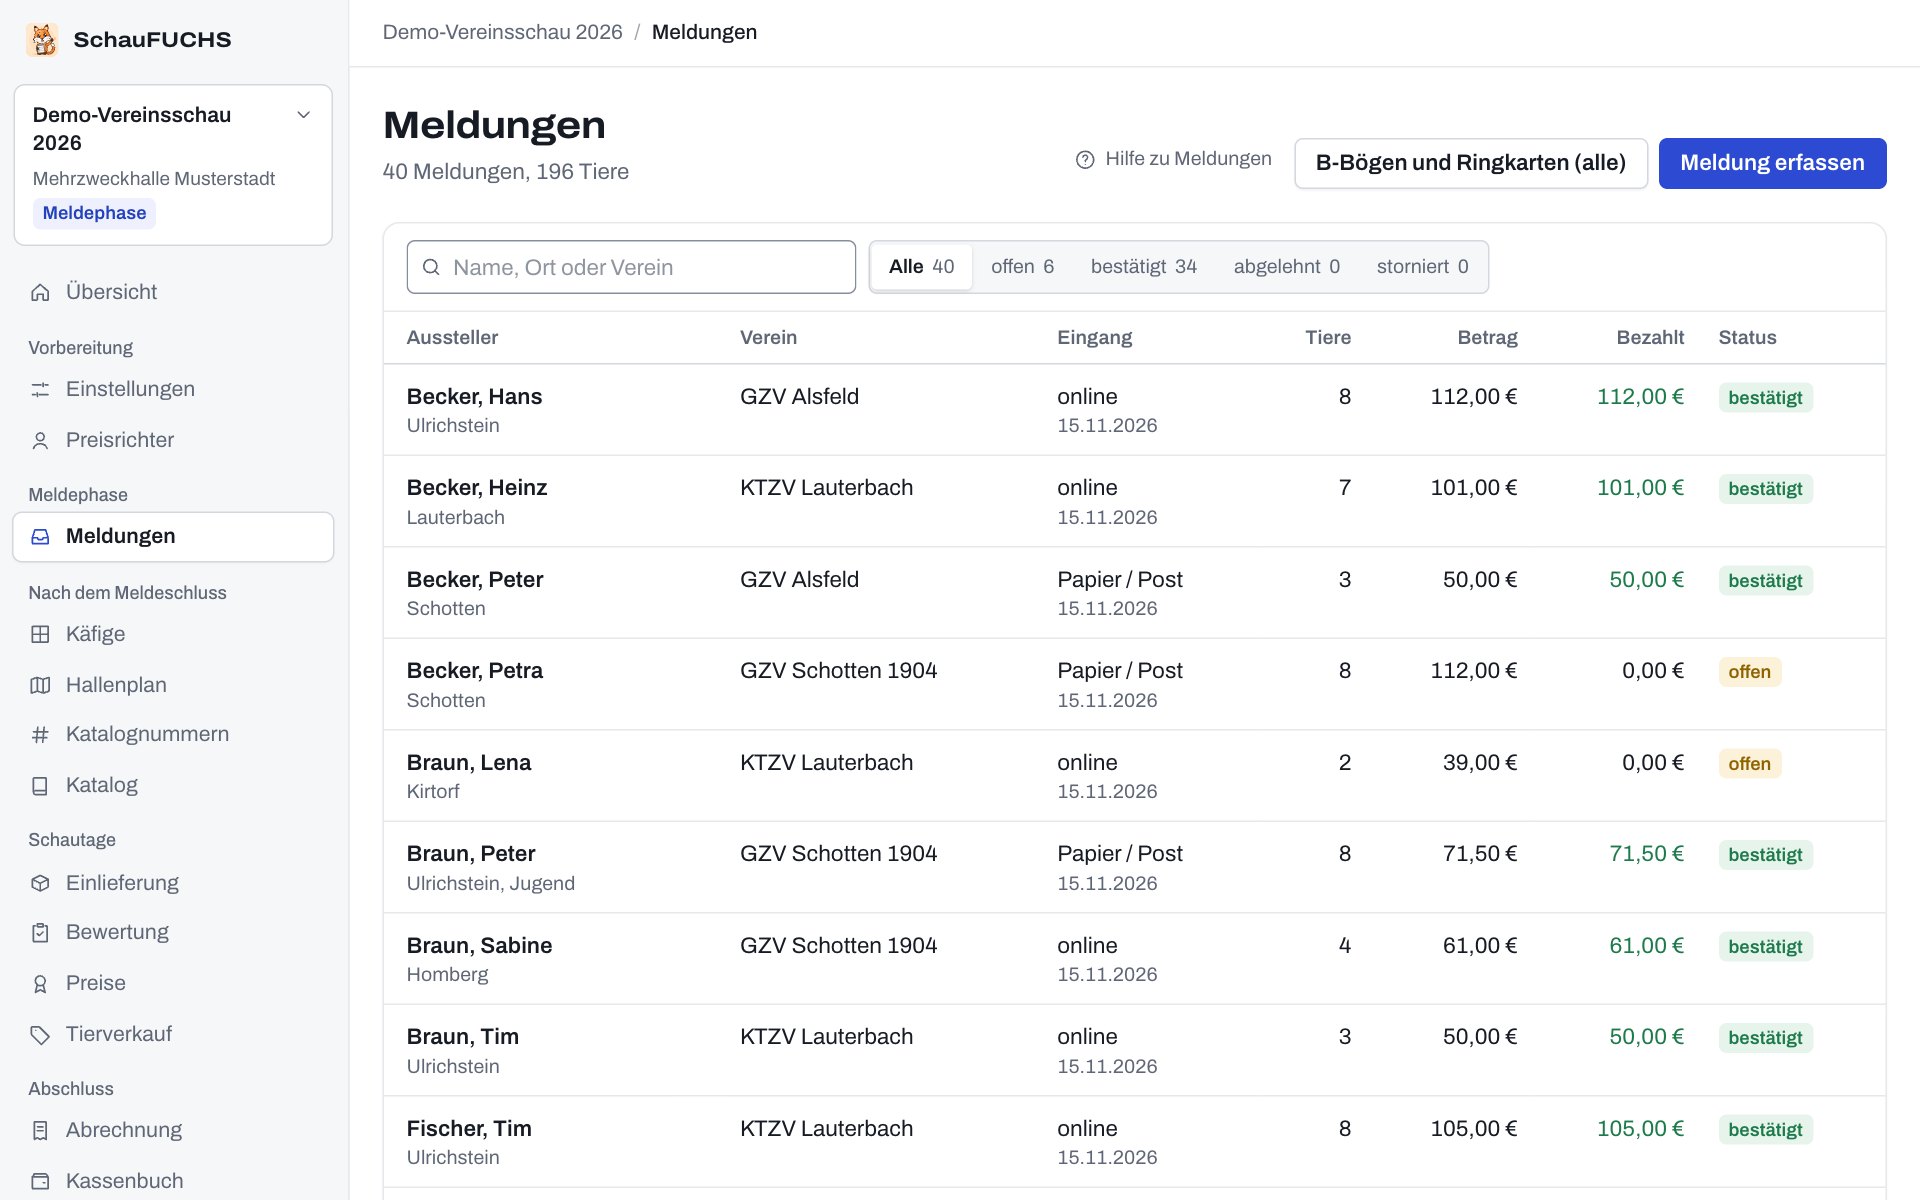 SchauFUCHS
Demo-Vereinsschau 2026
Mehrzweckhalle Musterstadt
Meldephase
Übersicht
Vorbereitung
Einstellungen
Preisrichter
Meldephase
Meldungen
Nach dem Meldeschluss
Käfige
Hallenplan
Katalognummern
Katalog
Schautage
Einlieferung
Bewertung
Preise
Tierverkauf
Abschluss
Abrechnung
Kassenbuch
Demo-Vereinsschau 2026 / Meldungen
Meldungen
40 Meldungen, 196 Tiere
Hilfe zu Meldungen
B-Bögen und Ringkarten (alle)
Meldung erfassen
Name, Ort oder Verein
Alle 40 offen 6 bestätigt 34 abgelehnt 0 storniert 0
Aussteller Verein Eingang Tiere Betrag Bezahlt Status
Becker, Hans GZV Alsfeld online 8 112,00 € 112,00 € bestätigt
Ulrichstein 15.11.2026
Becker, Heinz KTZV Lauterbach online 7 101,00 € 101,00 € bestätigt
Lauterbach 15.11.2026
Becker, Peter GZV Alsfeld Papier / Post 3 50,00 € 50,00 € bestätigt
Schotten 15.11.2026
Becker, Petra GZV Schotten 1904 Papier / Post 8 112,00 € 0,00 € offen
Schotten 15.11.2026
Braun, Lena KTZV Lauterbach online 2 39,00 € 0,00 € offen
Kirtorf 15.11.2026
Braun, Peter GZV Schotten 1904 Papier / Post 8 71,50 € 71,50 € bestätigt
Ulrichstein, Jugend 15.11.2026
Braun, Sabine GZV Schotten 1904 online 4 61,00 € 61,00 € bestätigt
Homberg 15.11.2026
Braun, Tim KTZV Lauterbach online 3 50,00 € 50,00 € bestätigt
Ulrichstein 15.11.2026
Fischer, Tim KTZV Lauterbach online 8 105,00 € 105,00 € bestätigt
Ulrichstein 15.11.2026